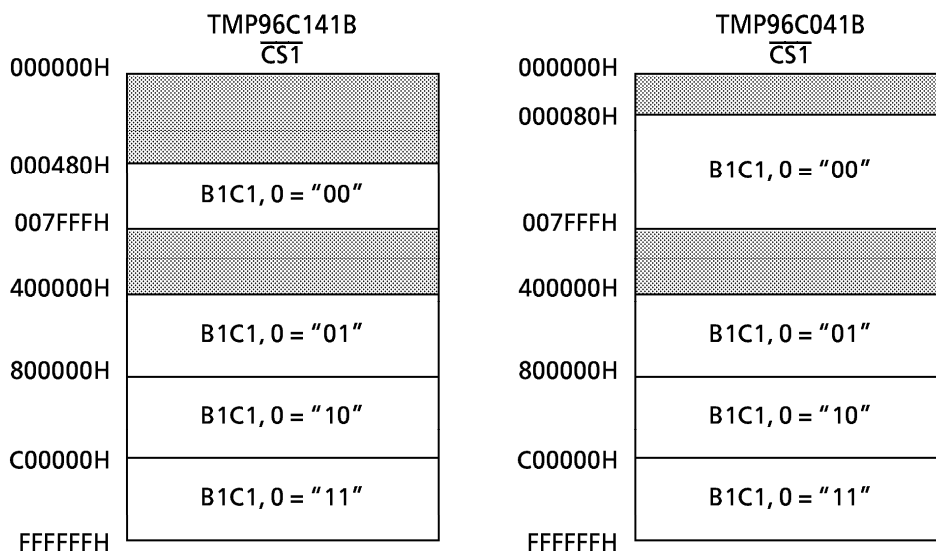 TMP96C141B
CS1
000000H
000480H
B1C1, 0 = “00”
007FFFH
400000H
B1C1, 0 = “01”
800000H
B1C1, 0 = “10”
C00000H
B1C1, 0 = “11”
FFFFFFH
TMP96C041B
CS1
000000H
000080H
B1C1, 0 = “00”
007FFFH
400000H
B1C1, 0 = “01”
800000H
B1C1, 0 = “10”
C00000H
B1C1, 0 = “11”
FFFFFFH